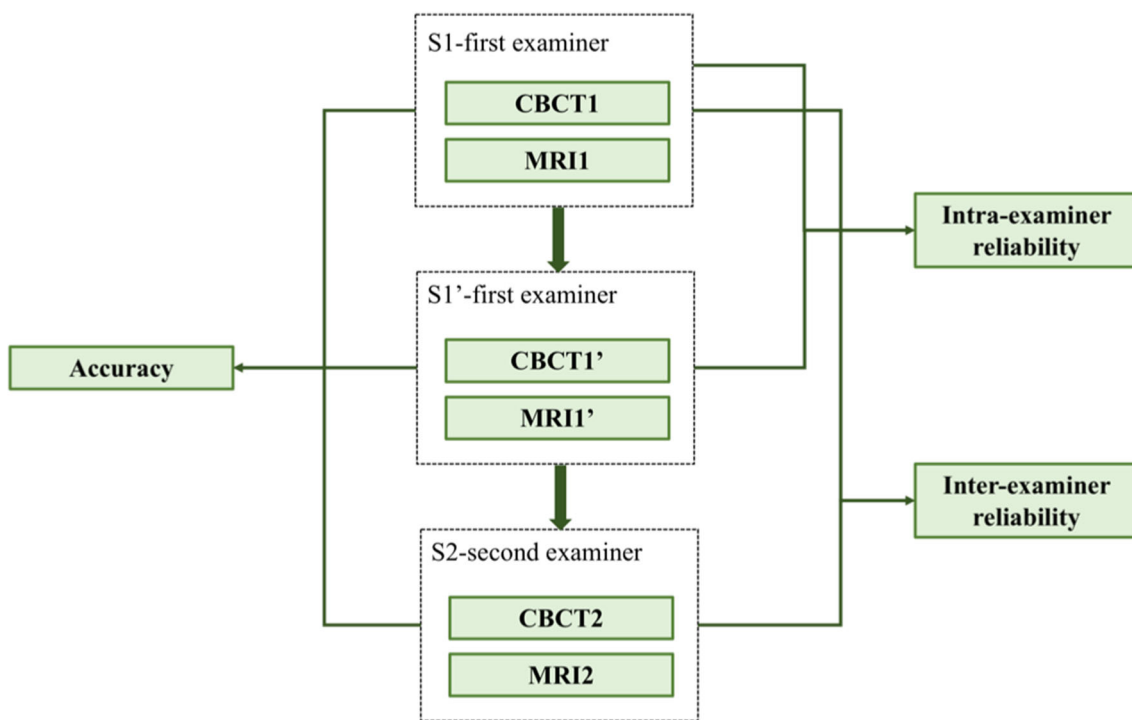 S1-first examiner
CBCT1
MRI1
Intra-examiner
reliability
S1’-first examiner
CBCT1’
MRI1’
Accuracy
Inter-examiner
reliability
S2-second examiner
CBCT2
MRI2